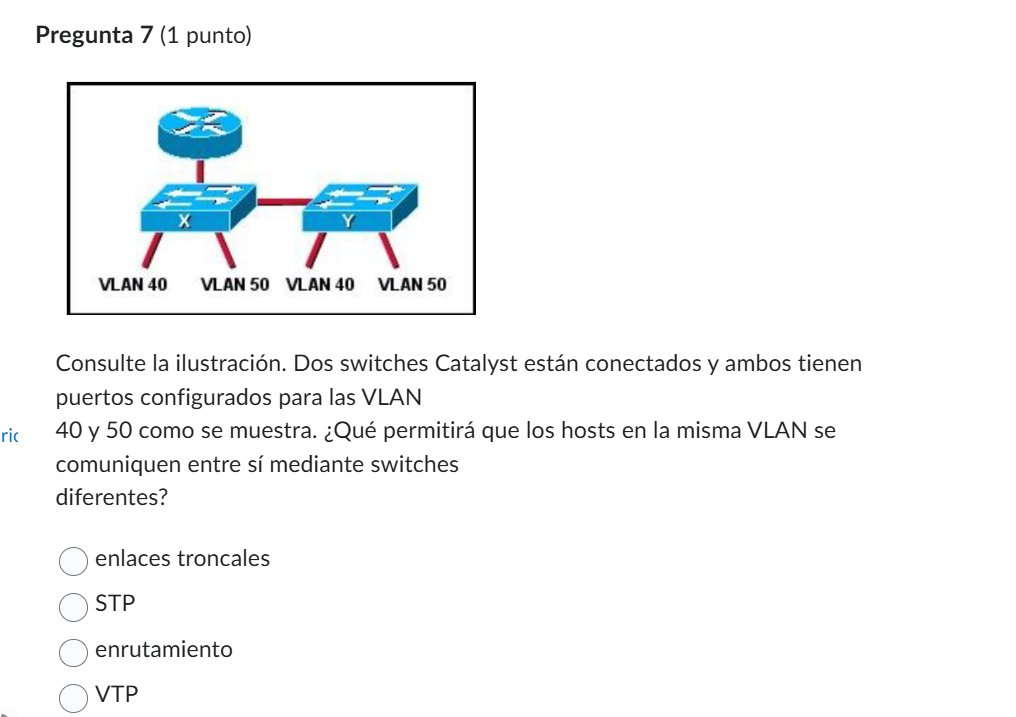 Pregunta 7 (1 punto)
X
Y
VLAN 40 VLAN 50 VLAN 40 VLAN 50
Consulte la ilustración. Dos switches Catalyst están conectados y ambos tienen
puertos configurados para las VLAN
40 y 50 como se muestra. ¿Qué permitirá que los hosts en la misma VLAN se
comuniquen entre sí mediante switches
diferentes?
enlaces troncales
STP
enrutamiento
VTP